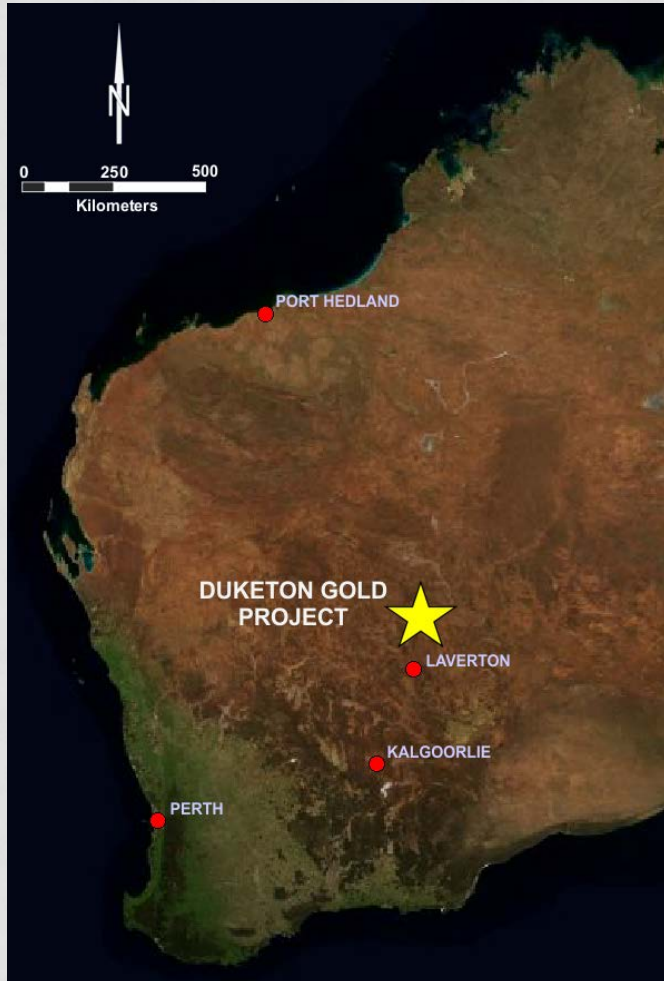 N
0 250 500
Kilometers
PORT HEDLAND
DUKETON GOLD
PROJECT
LAVERTON
KALGOORLIE
PERTH